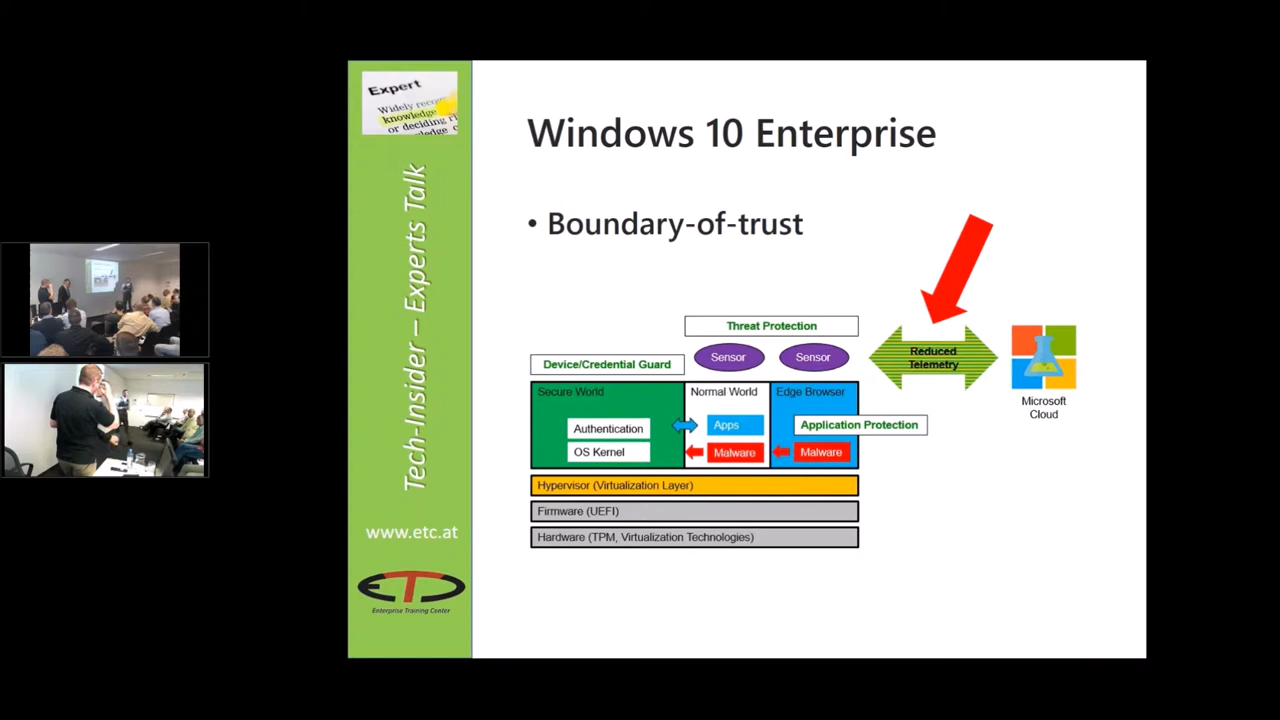 Expert
Widely reco
knowledge
or deciding ri
Tech-Insider – Experts Talk
www.etc.at
ETC
Enterprise Training Center
Windows 10 Enterprise
• Boundary-of-trust
Threat Protection
Sensor
Sensor
Device/Credential Guard
Secure World
Normal World
Edge Browser
Authentication
Apps
Application Protection
OS Kernel
Malware
Malware
Hypervisor (Virtualization Layer)
Firmware (UEFI)
Hardware (TPM, Virtualization Technologies)
Reduced
Telemetry
Microsoft
Cloud